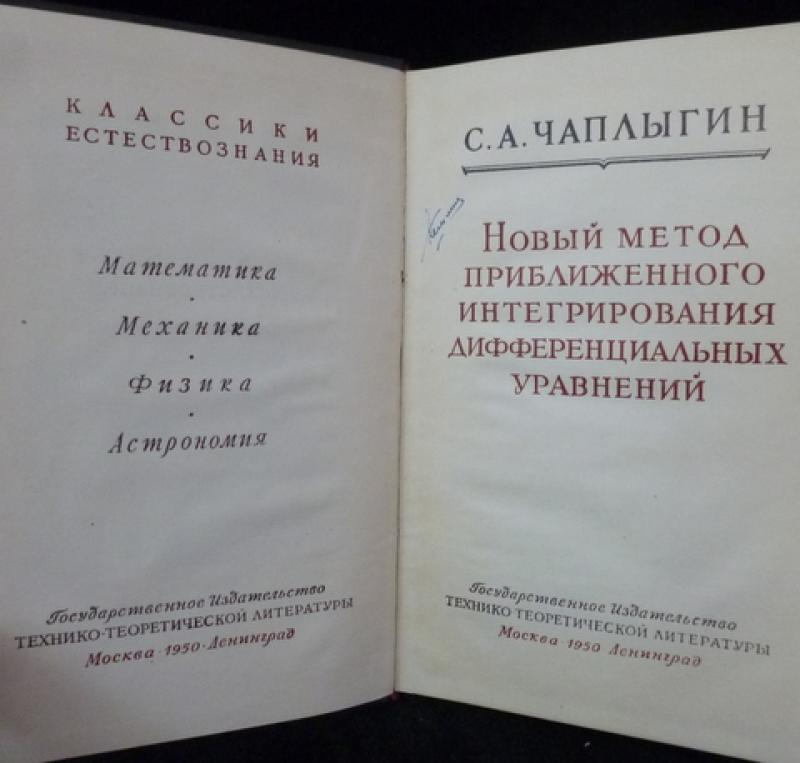 КЛАССИКИ
ЕСТЕСТВОЗНАНИЯ
Математика
Механика
Физика
Астрономия
Государственное Издательство
ТЕХНИКО-ТЕОРЕТИЧЕСКОЙ ЛИТЕРАТУРЫ
Москва·1950·Ленинград
С.А. ЧАПЛЫГИН
НОВЫЙ МЕТОД
ПРИБЛИЖЕННОГО
ИНТЕГРИРОВАНИЯ
ДИФФЕРЕНЦИАЛЬНЫХ
УРАВНЕНИЙ
Государственное Издательство
ТЕХНИКО-ТЕОРЕТИЧЕСКОЙ ЛИТЕРАТУРЫ
Москва·1950 Ленинград